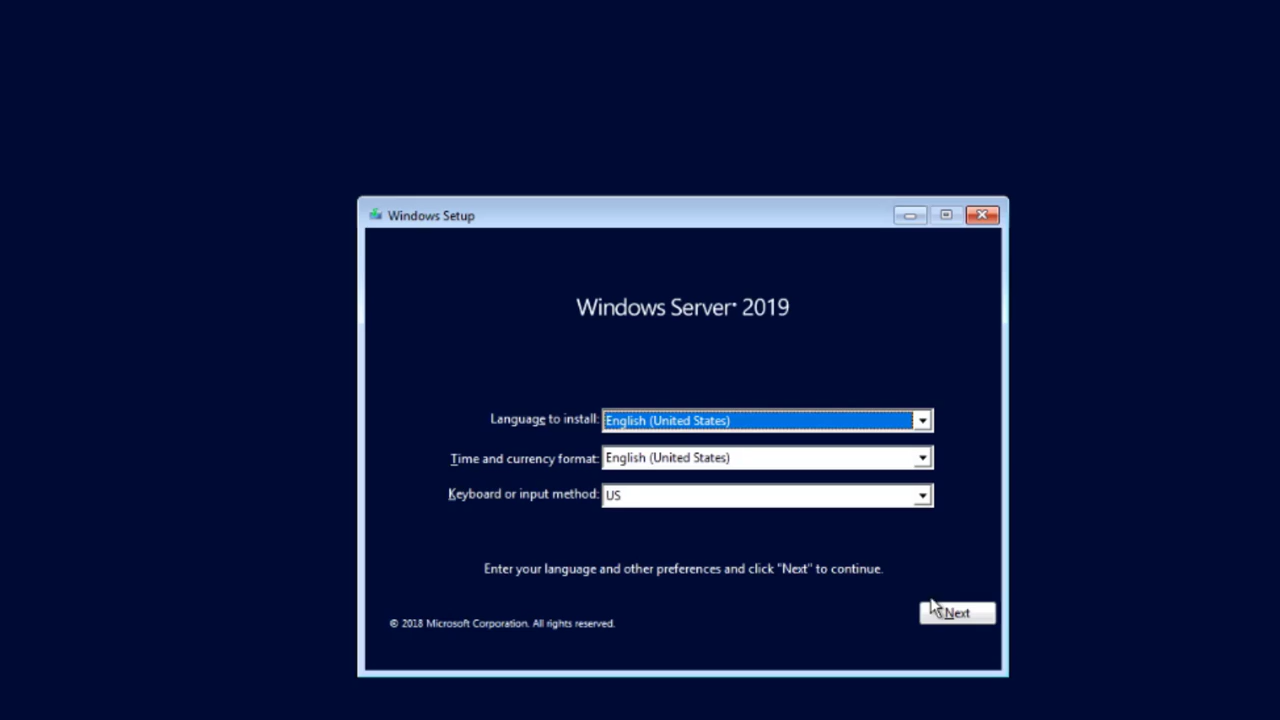 Windows Setup
Windows Server® 2019
Language to install: English (United States)
Time and currency format: English (United States)
Keyboard or input method: US
Enter your language and other preferences and click "Next" to continue.
Next
© 2018 Microsoft Corporation. All rights reserved.